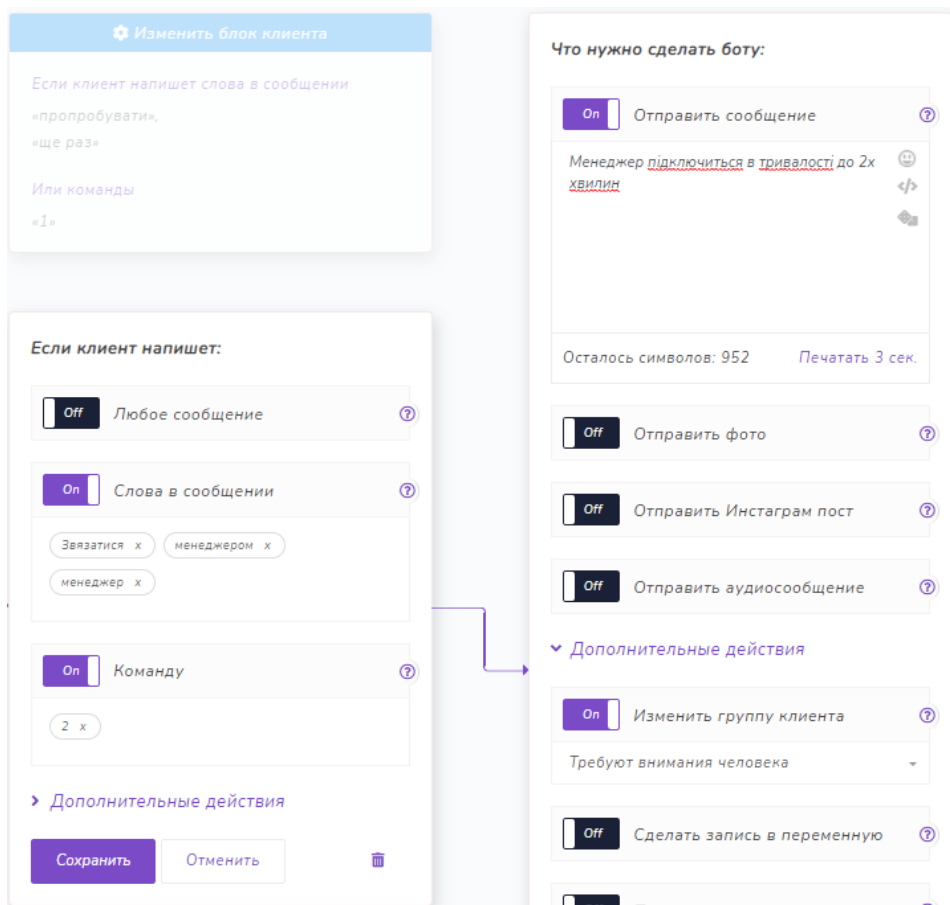 Изменить блок клиента
Если клиент напишет слова в сообщении
«пропробувати»,
«ще раз»
Или команды
«1»
Если клиент напишет:
Off Любое сообщение ?
On Слова в сообщении ?
Звязатися x менеджером x
менеджер x
On Команду ?
2 x
Дополнительные действия
Сохранить Отменить
Что нужно сделать боту:
On Отправить сообщение ?
Менеджер підключиться в тривалості до 2х
хвилин
</>
Осталось символов: 952 Печатать 3 сек.
Off Отправить фото ?
Off Отправить Инстаграм пост ?
Off Отправить аудиосообщение ?
Дополнительные действия
On Изменить группу клиента ?
Требуют внимания человека
Off Сделать запись в переменную ?